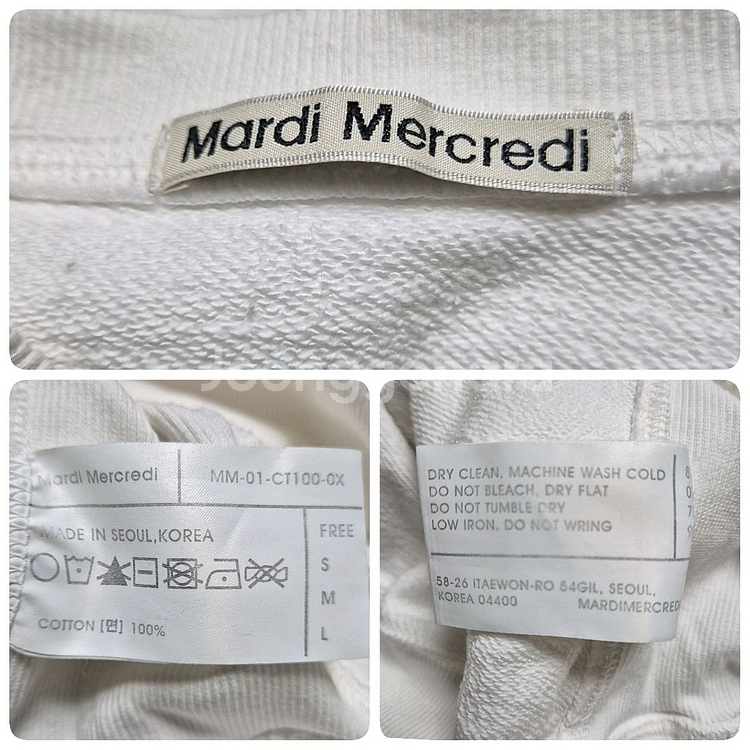 Mardi Mercredi
Mardi Mercredi
MM-01-CT100-0X
MADE IN SEOUL,KOREA
COTTON [면] 100%
FREE
S
M
L
DRY CLEAN, MACHINE WASH COLD
DO NOT BLEACH, DRY FLAT
DO NOT TUMBLE DRY
LOW IRON, DO NOT WRING
58-26 ITAEWON-RO 54GIL, SEOUL,
KOREA 04400
MARDIMERCRED